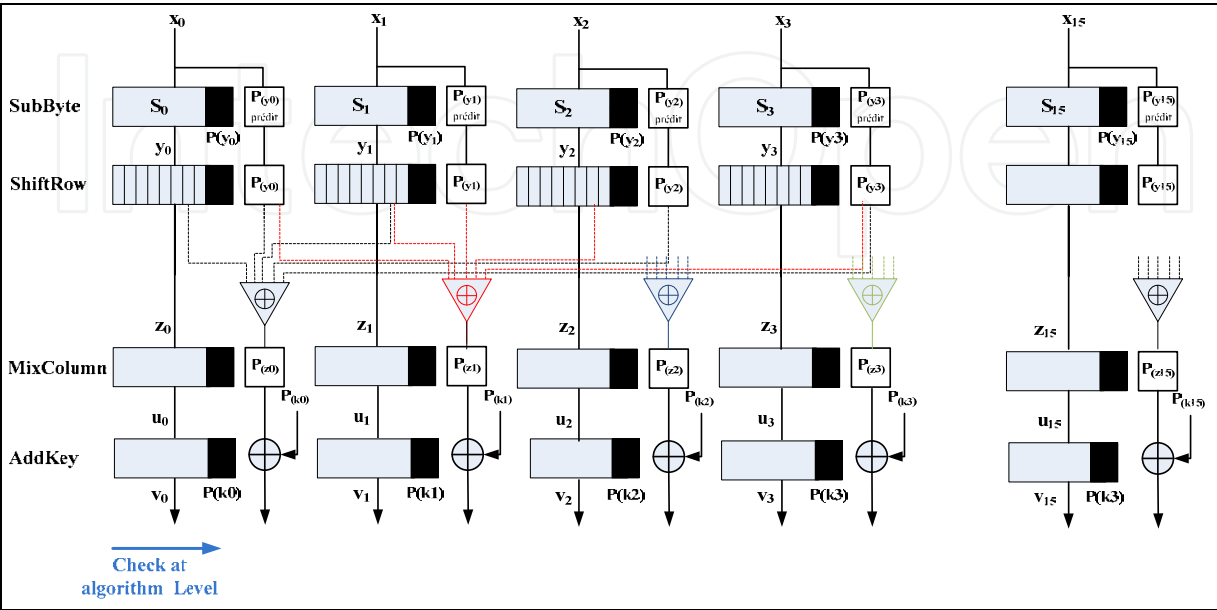 x0 x1 x2 x3 x15
SubByte S0 P(y0) prédir S1 P(y1) prédir S2 P(y2) prédir S3 P(y3) prédir S15 P(y15) prédir
P(y0) P(y1) P(y2) P(y3) P(y15)
y0 y1 y2 y3
ShiftRow P(y0) P(y1) P(y2) P(y3) P(y15)
z0 z1 z2 z3 z15
MixColumn P(z0) P(z1) P(z2) P(z3) P(z15)
P(k0) P(k1) P(k2) P(k3) P(k15)
u0 u1 u2 u3 u15
AddKey
v0 P(k0) v1 P(k1) v2 P(k2) v3 P(k3) v15 P(k3)
Check at
algorithm Level
IntechOpen